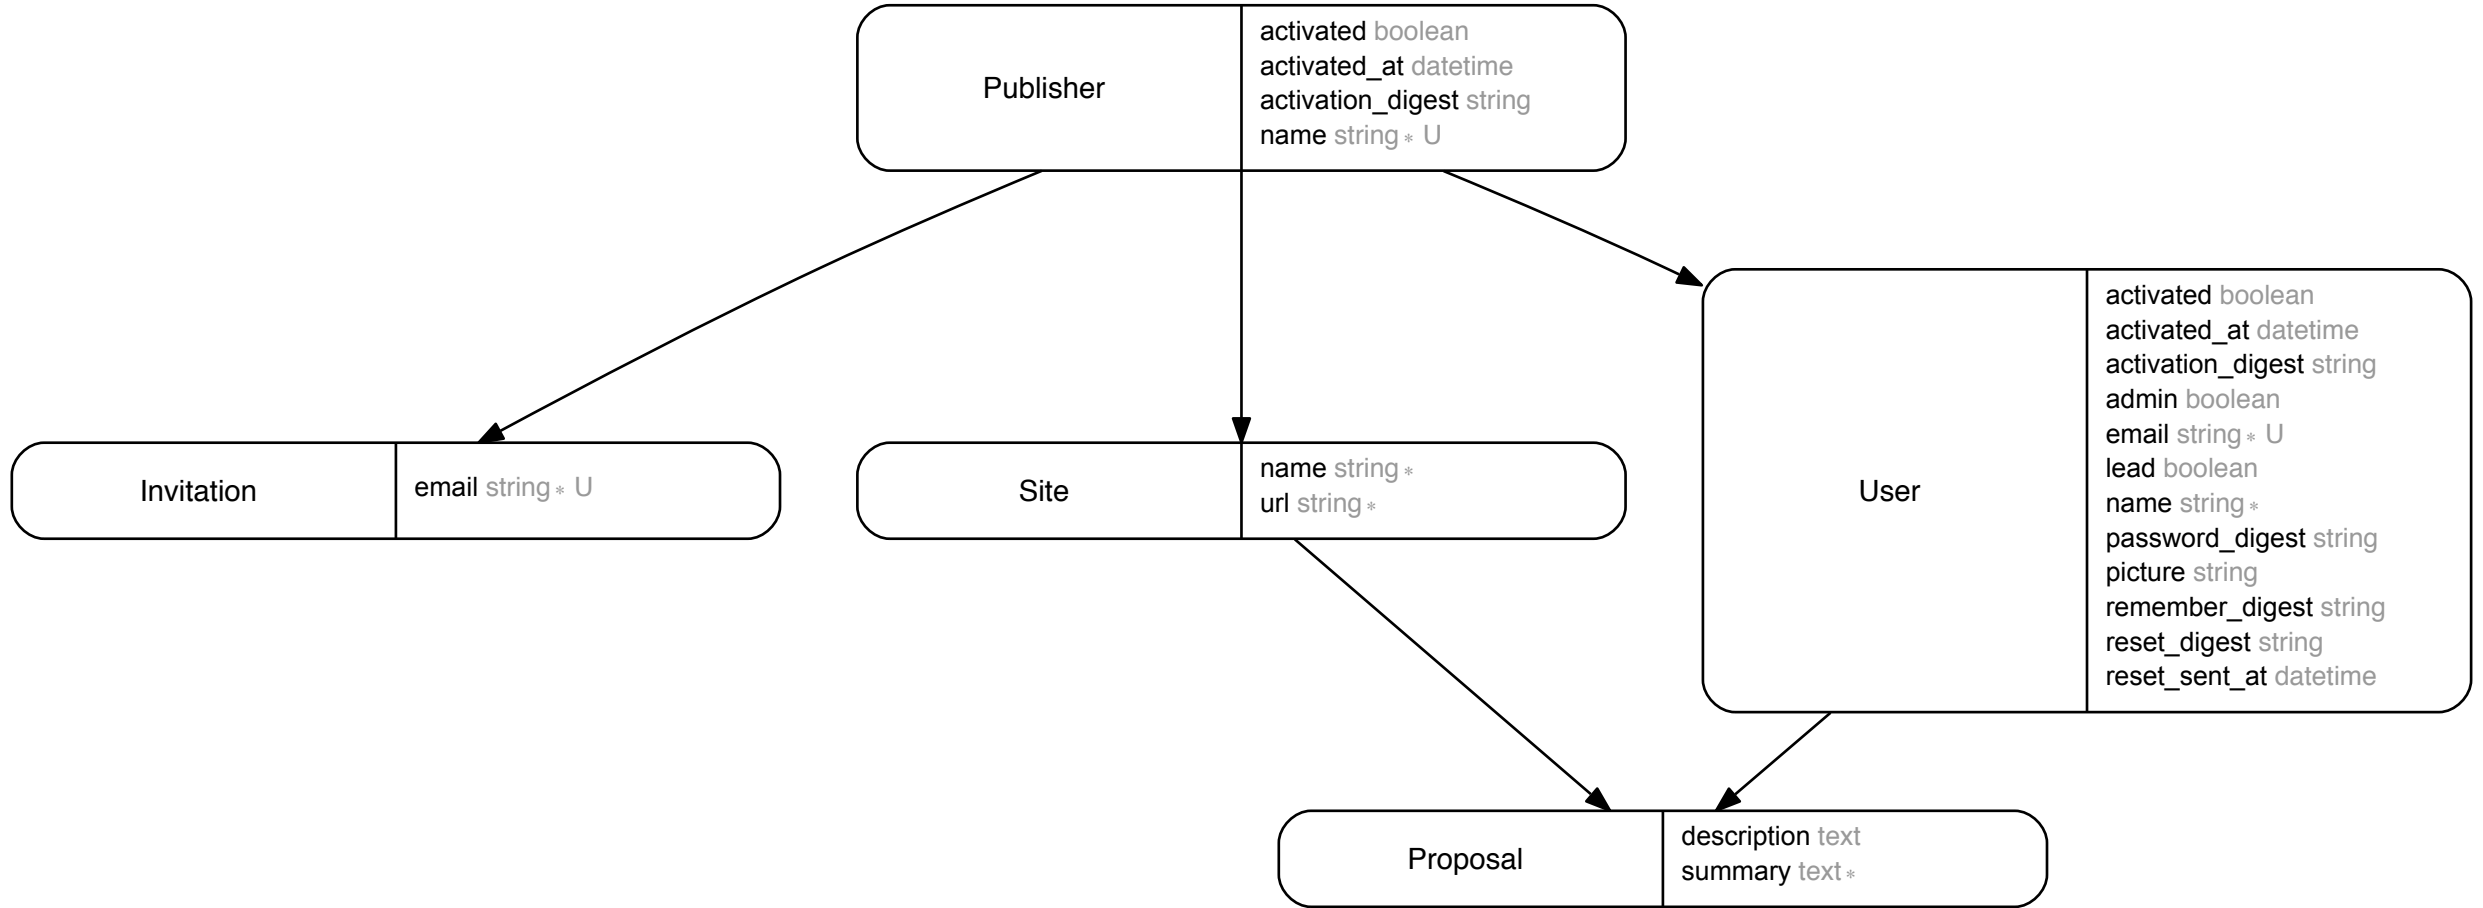 Publisher
activated boolean
activated_at datetime
activation_digest string
name string * U
Invitation
email string * U
Site
name string *
url string *
User
activated boolean
activated_at datetime
activation_digest string
admin boolean
email string * U
lead boolean
name string *
password_digest string
picture string
remember_digest string
reset_digest string
reset_sent_at datetime
Proposal
description text
summary text *